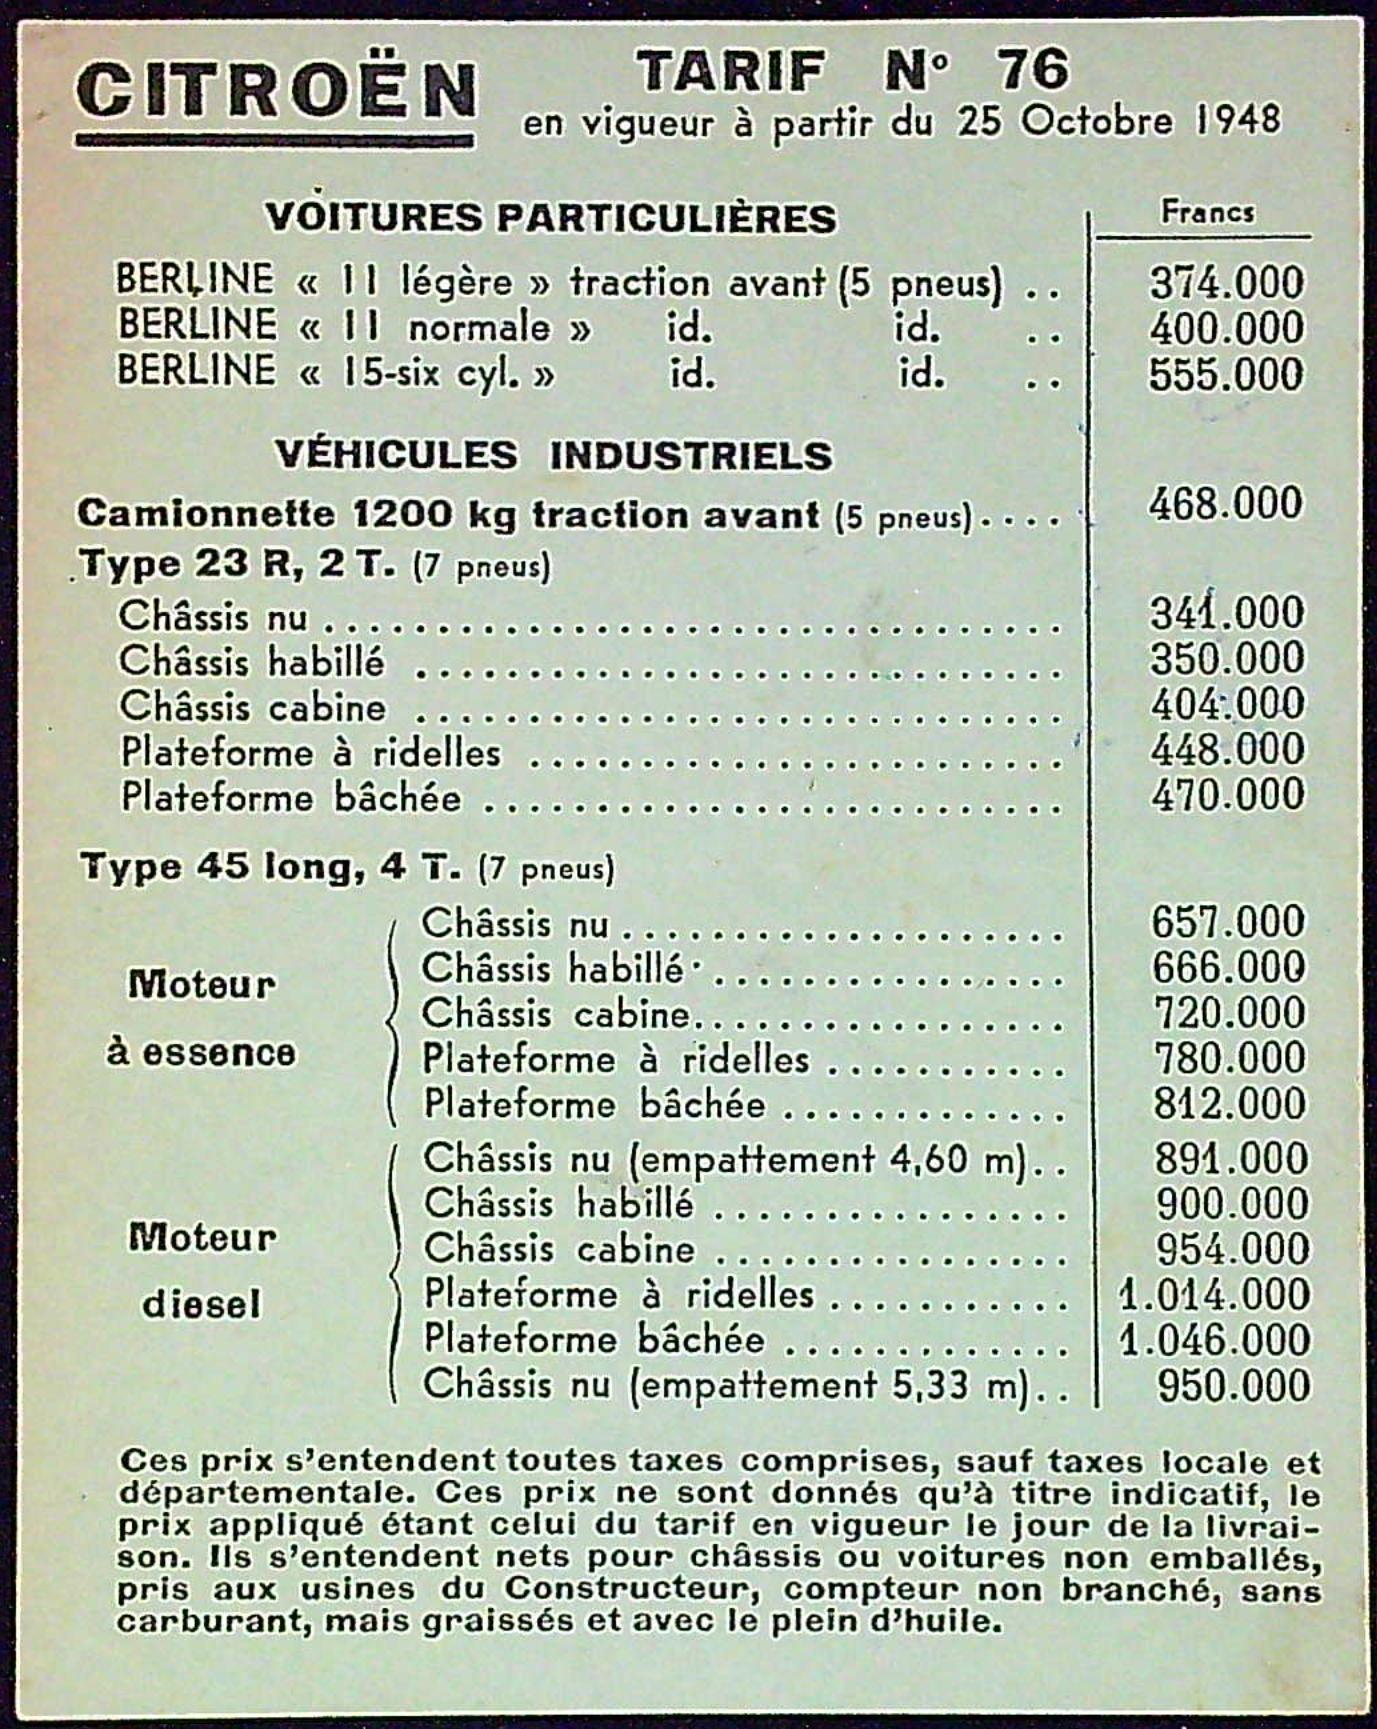 CITROËN
TARIF N° 76
en vigueur à partir du 25 Octobre 1948
VOITURES PARTICULIÈRES
Francs
BERLINE « 11 légère » traction avant (5 pneus) .. 374.000
BERLINE « 11 normale » id. id. .. 400.000
BERLINE « 15-six cyl. » id. id. .. 555.000
VÉHICULES INDUSTRIELS
Camionnette 1200 kg traction avant (5 pneus).... 468.000
Type 23 R, 2 T. (7 pneus)
Châssis nu ................................. 341.000
Châssis habillé ............................. 350.000
Châssis cabine ............................. 404.000
Plateforme à ridelles ........................ 448.000
Plateforme bâchée .......................... 470.000
Type 45 long, 4 T. (7 pneus)
Moteur
à essence
Châssis nu .................... 657.000
Châssis habillé ................ 666.000
Châssis cabine................. 720.000
Plateforme à ridelles ........... 780.000
Plateforme bâchée ............. 812.000
Moteur
diesel
Châssis nu (empattement 4,60 m).. 891.000
Châssis habillé ................ 900.000
Châssis cabine ................ 954.000
Plateforme à ridelles ........... 1.014.000
Plateforme bâchée ............. 1.046.000
Châssis nu (empattement 5,33 m).. 950.000
Ces prix s'entendent toutes taxes comprises, sauf taxes locale et
départementale. Ces prix ne sont donnés qu'à titre indicatif, le
prix appliqué étant celui du tarif en vigueur le jour de la livrai-
son. Ils s'entendent nets pour châssis ou voitures non emballés,
pris aux usines du Constructeur, compteur non branché, sans
carburant, mais graissés et avec le plein d'huile.